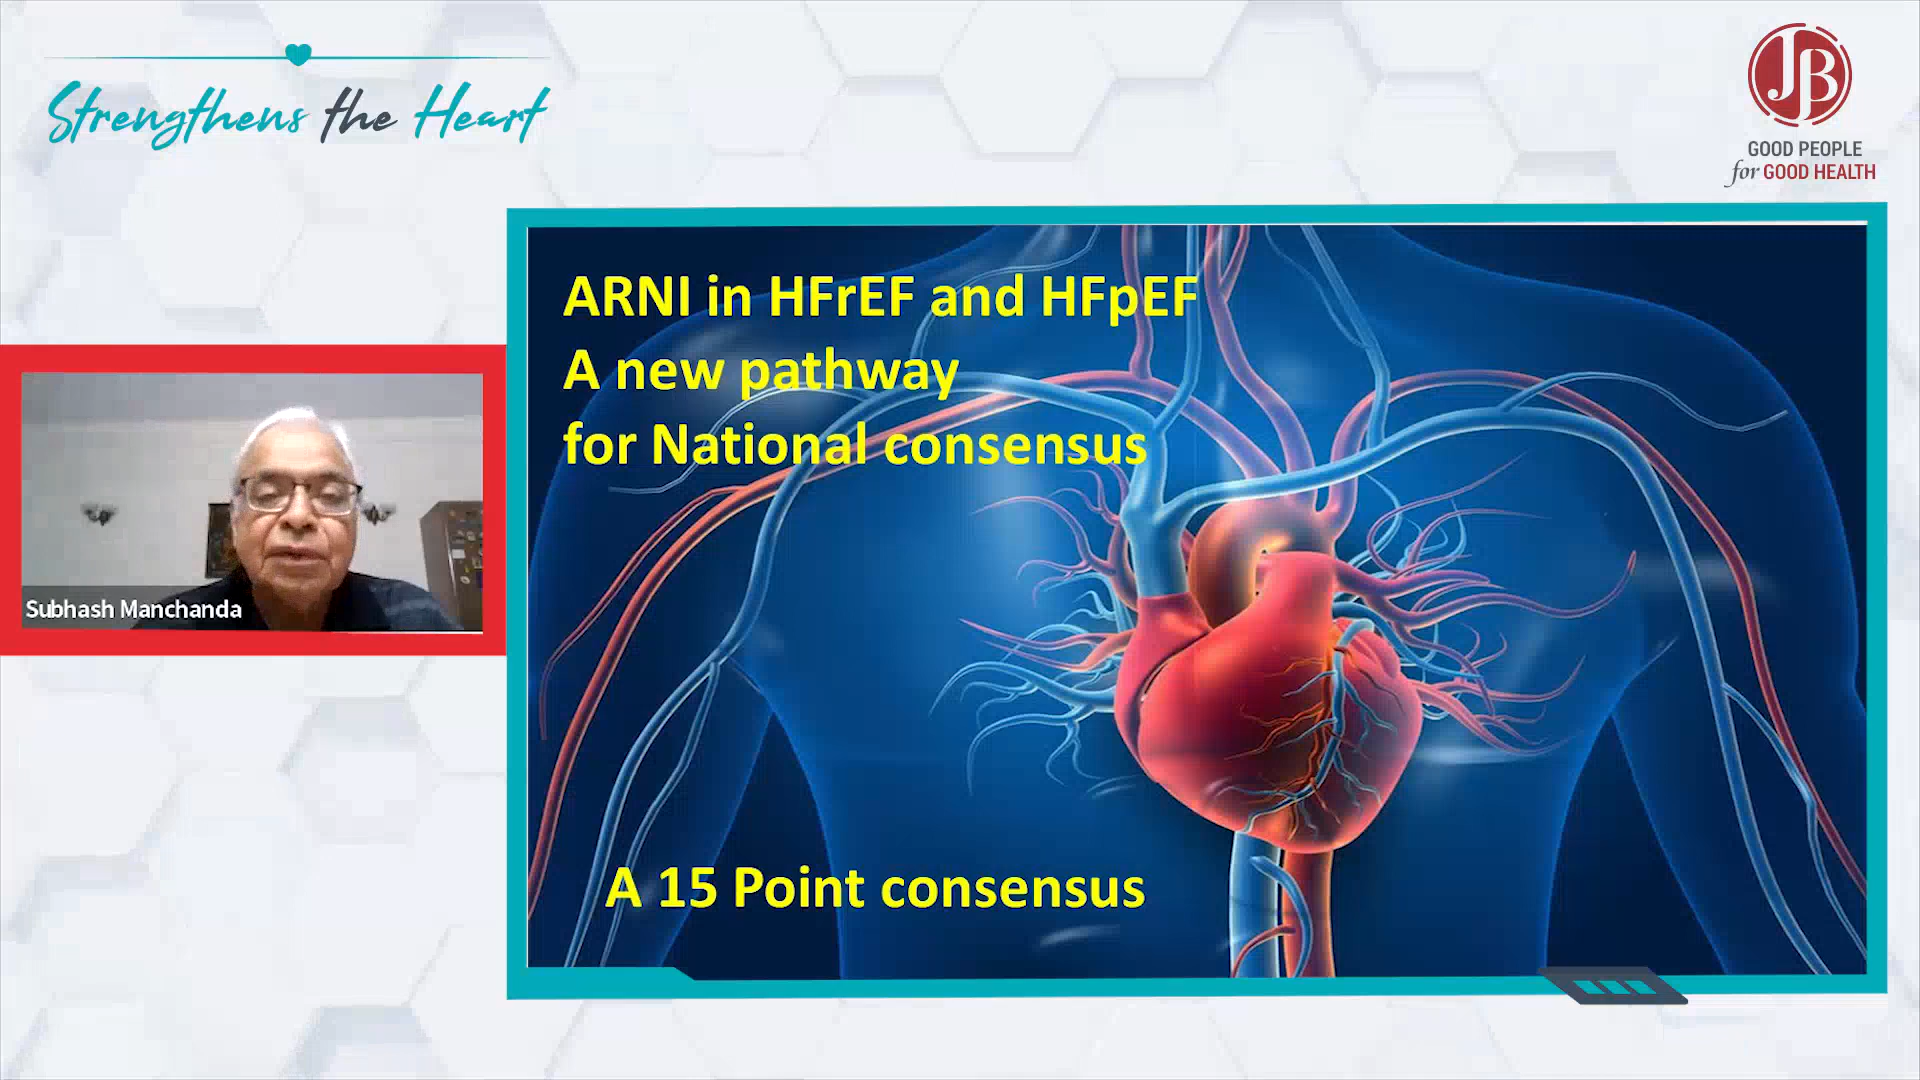 Strengthens the Heart
JB
GOOD PEOPLE
for GOOD HEALTH
ARNI in HFrEF and HFpEF
A new pathway
for National consensus
Subhash Manchanda
A 15 Point consensus